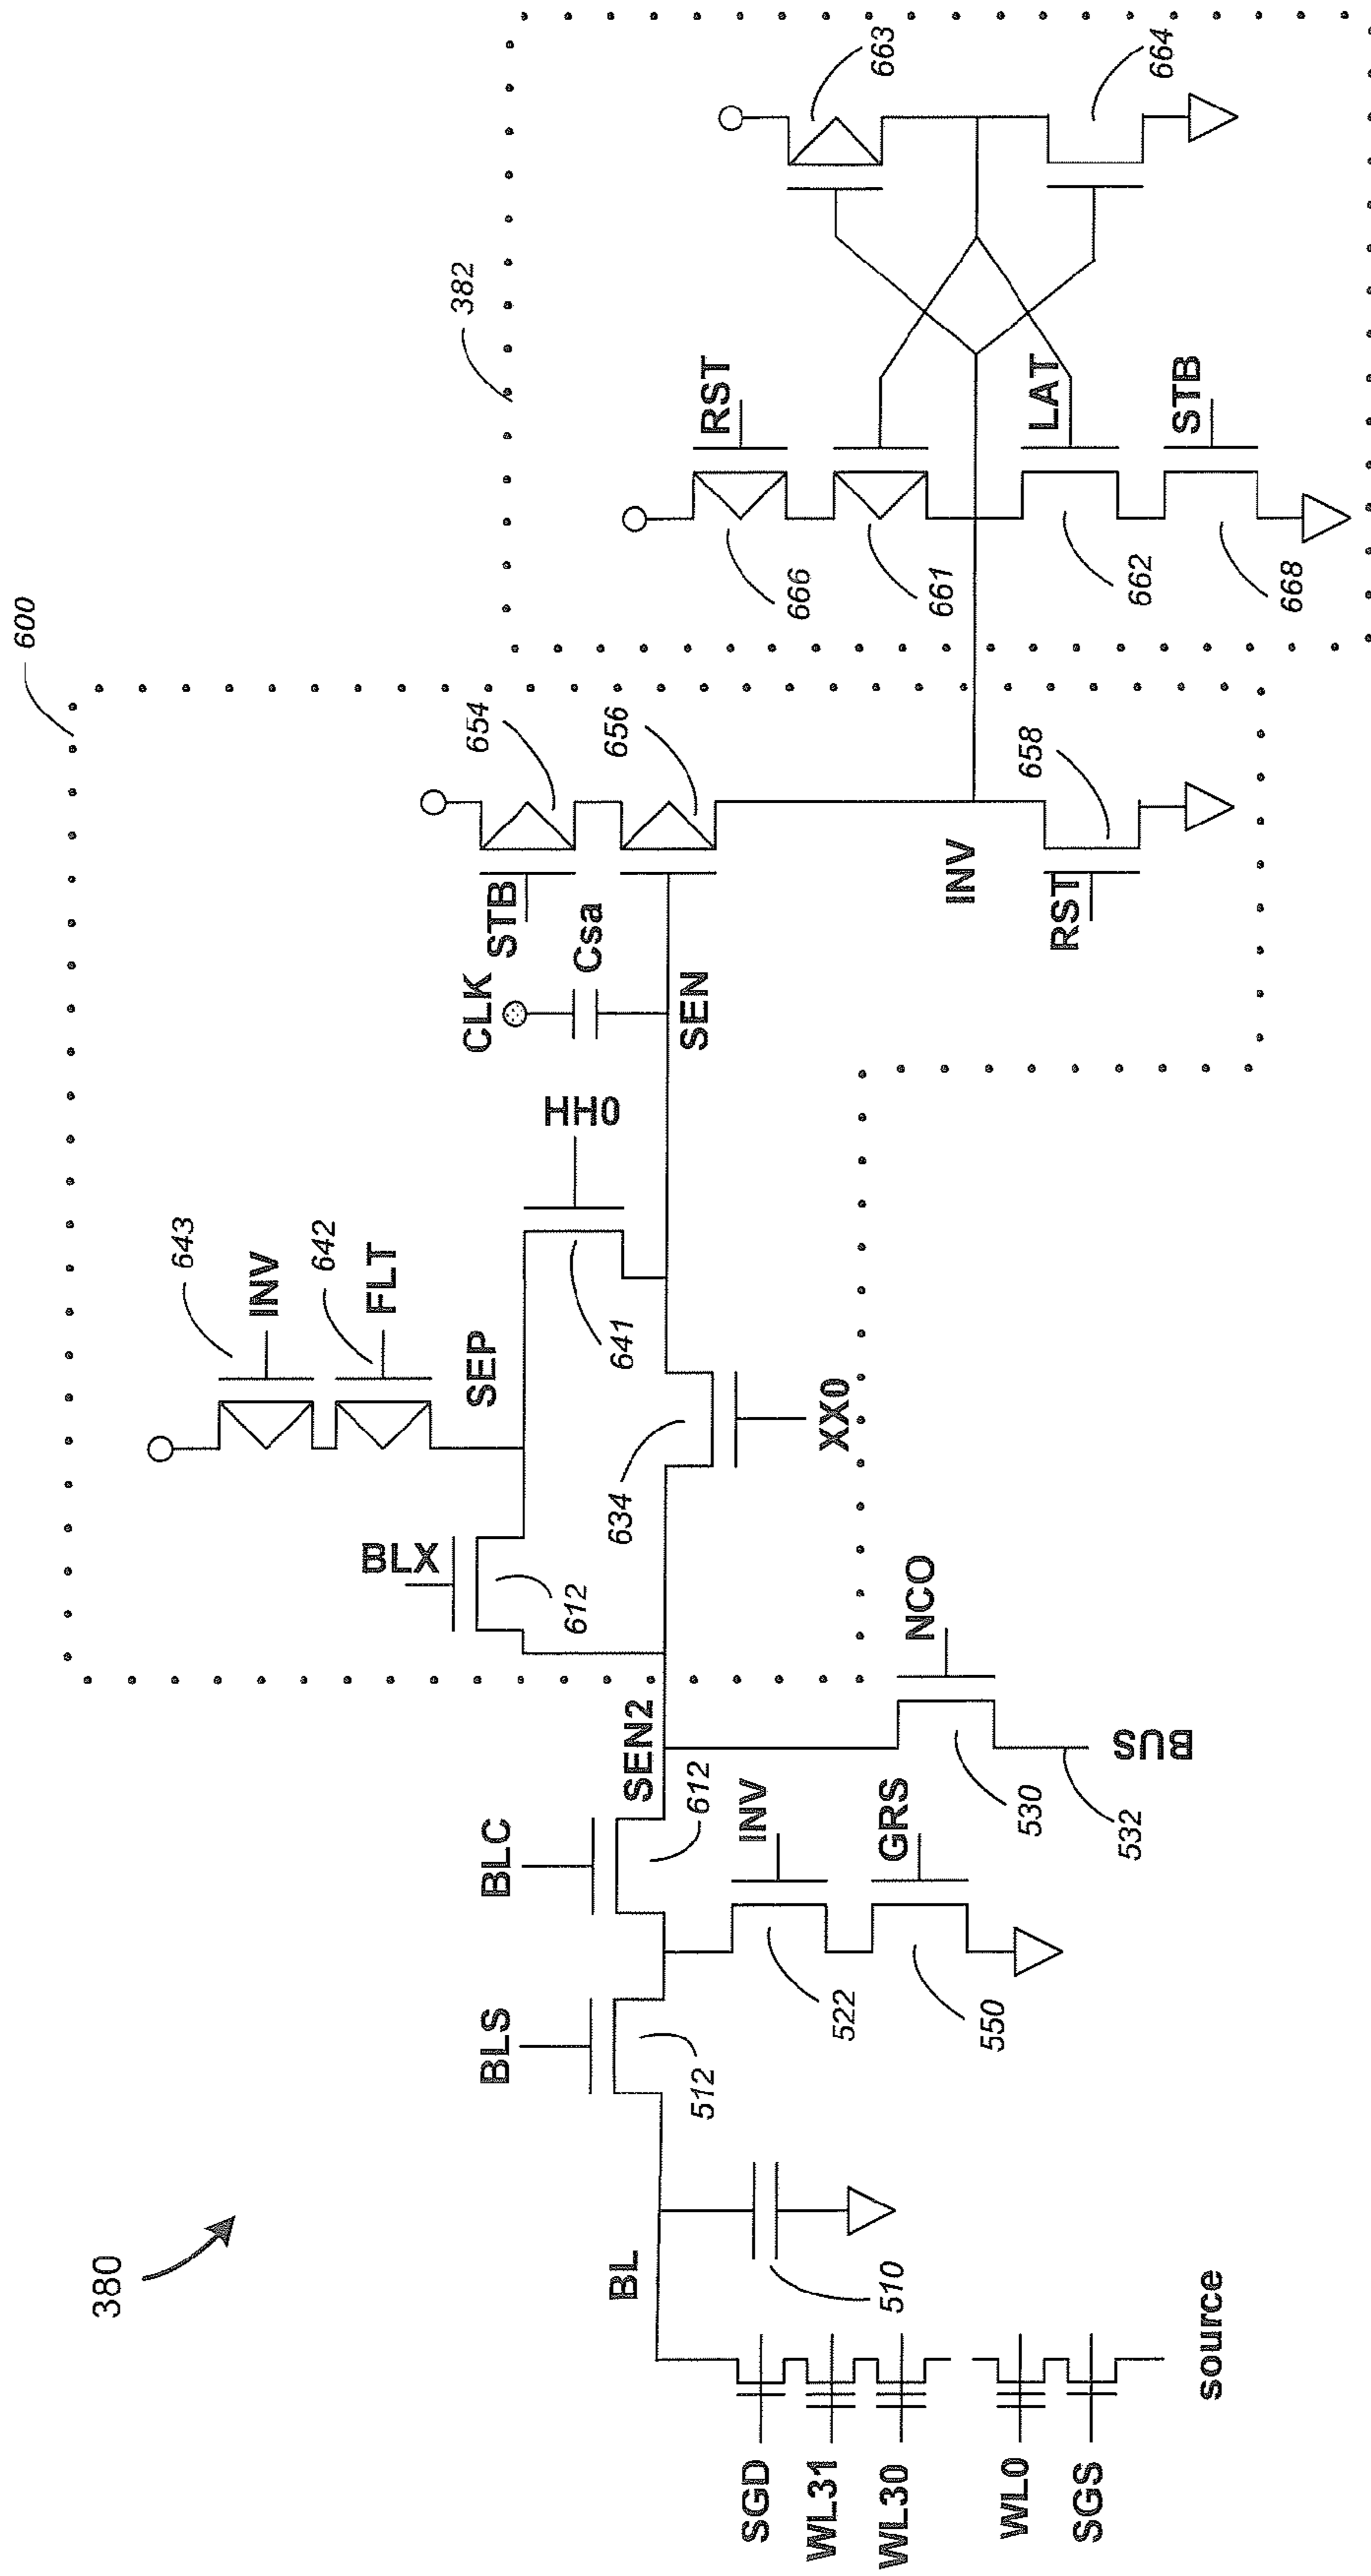 380
600
382
643
INV
642
FLT
SEP
BLX
612
641
HH0
634
XX0
CLK
STB
Csa
SEN
654
656
INV
RST
658
RST
666
661
LAT
662
STB
668
663
664
BLS
512
BLC
612
SEN2
INV
522
GRS
550
NCO
530
532
BUS
BL
510
SGD
WL31
WL30
WL0
SGS
source